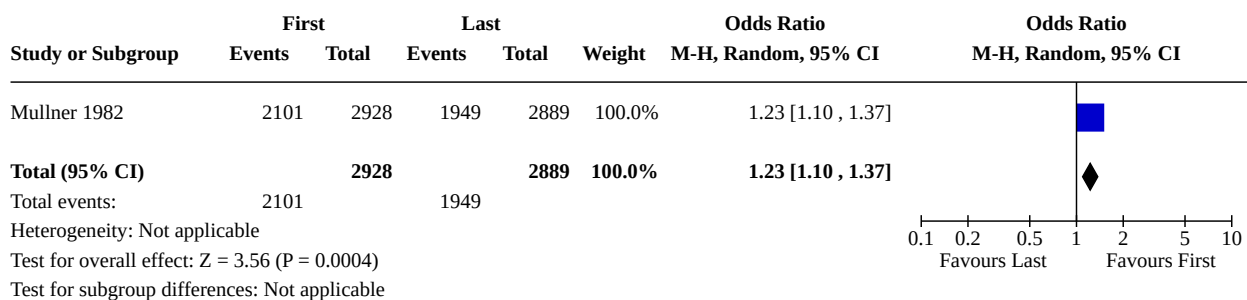 First Last Odds Ratio Odds Ratio
Study or Subgroup Events Total Events Total Weight M-H, Random, 95% CI M-H, Random, 95% CI
Mullner 1982 2101 2928 1949 2889 100.0% 1.23 [1.10 , 1.37]
Total (95% CI) 2928 2889 100.0% 1.23 [1.10 , 1.37]
Total events: 2101 1949
Heterogeneity: Not applicable 0.1 0.2 0.5 1 2 5 10
Test for overall effect: Z = 3.56 (P = 0.0004) Favours Last Favours First
Test for subgroup differences: Not applicable